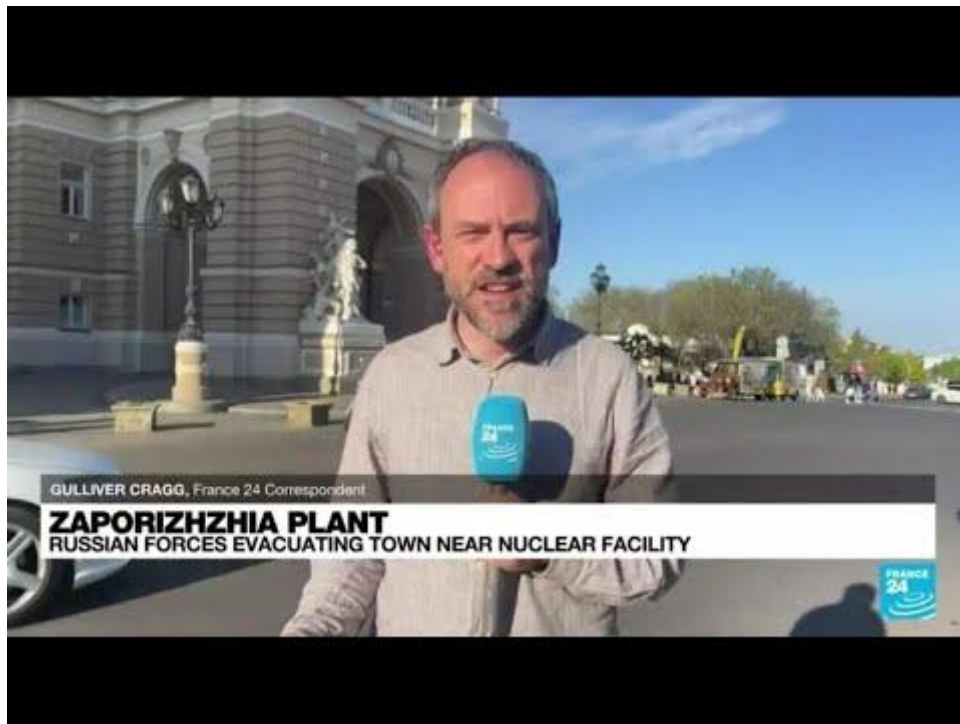 FRANCE
24
GULLIVER CRAGG, France 24 Correspondent
ZAPORIZHZHIA PLANT
RUSSIAN FORCES EVACUATING TOWN NEAR NUCLEAR FACILITY
FRANCE
24